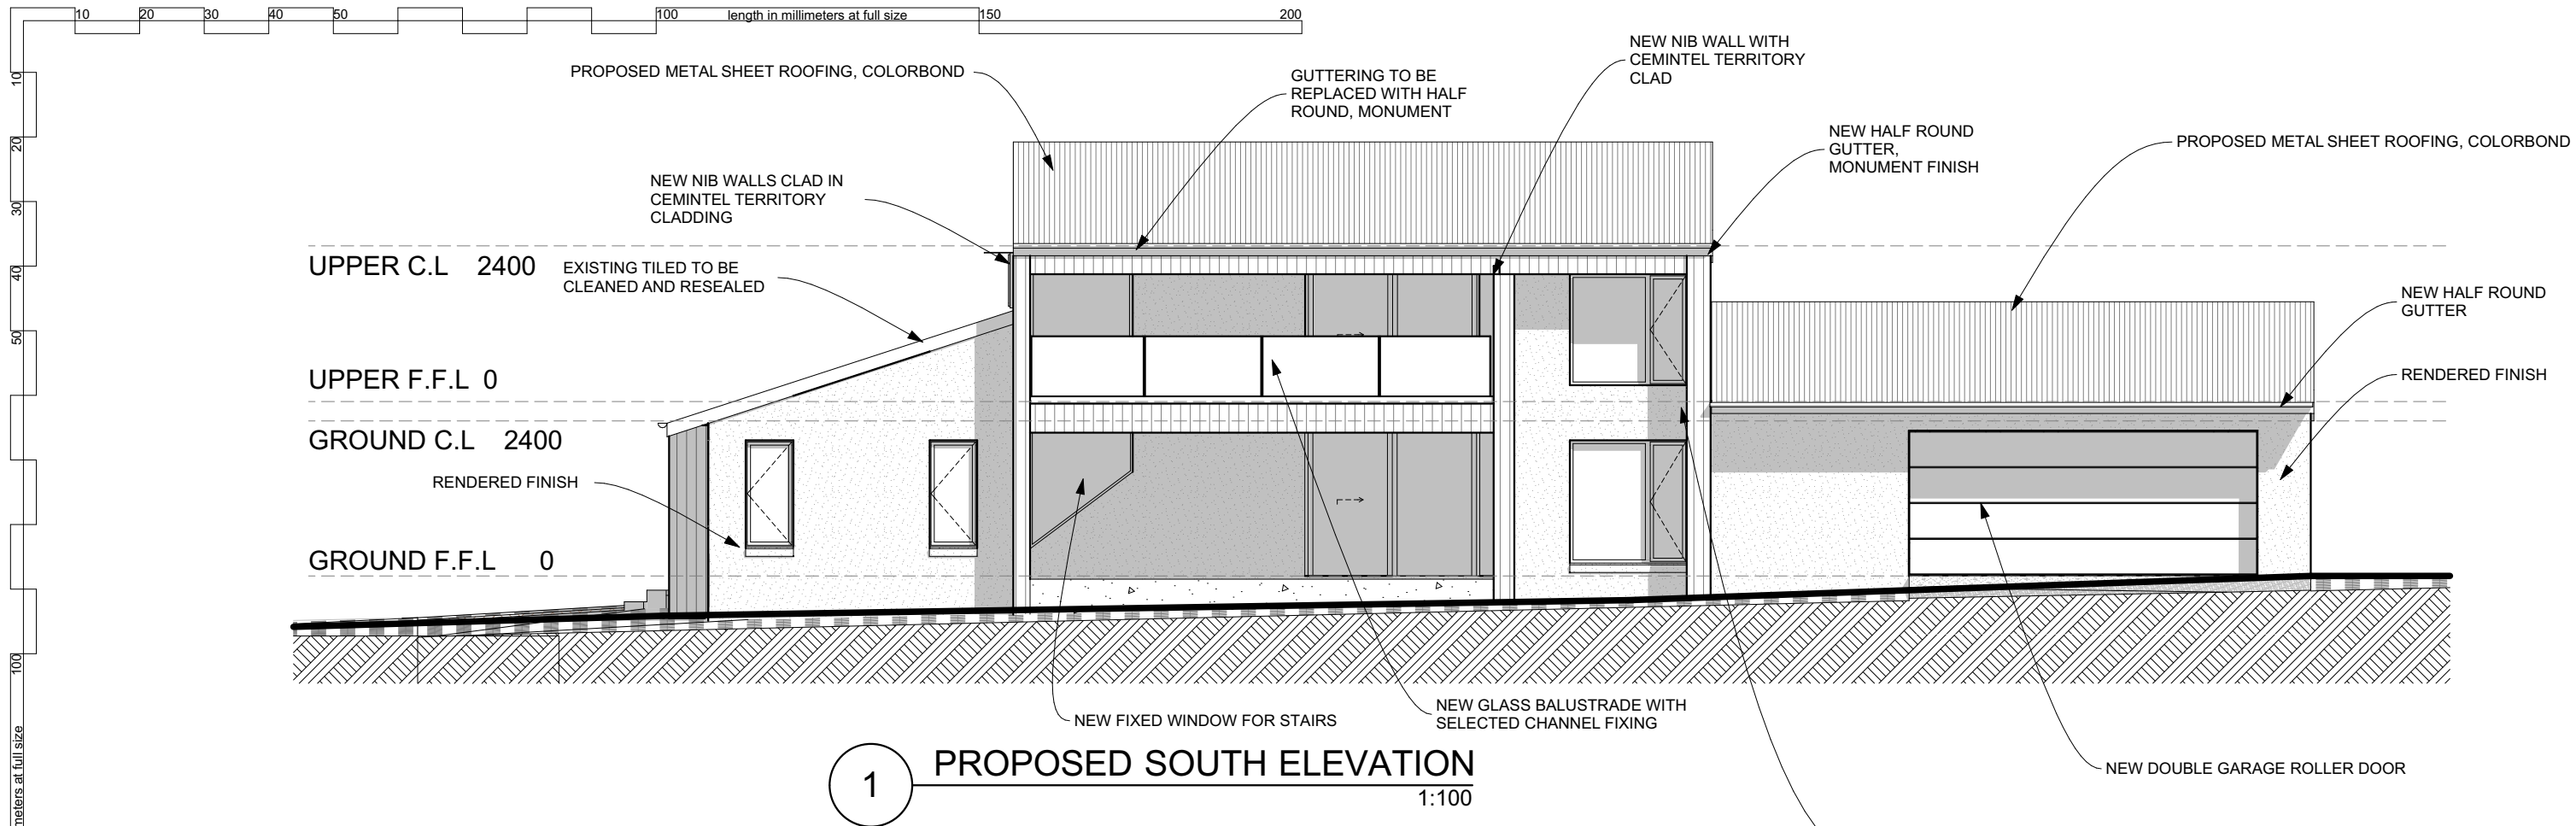 10 20 30 40 50 100 length in millimeters at full size 150 200
10
20
30
40
50
100
meters at full size
PROPOSED METAL SHEET ROOFING, COLORBOND
GUTTERING TO BE
REPLACED WITH HALF
ROUND, MONUMENT
NEW NIB WALL WITH
CEMINTEL TERRITORY
CLAD
NEW HALF ROUND
GUTTER,
MONUMENT FINISH
PROPOSED METAL SHEET ROOFING, COLORBOND
NEW NIB WALLS CLAD IN
CEMINTEL TERRITORY
CLADDING
UPPER C.L 2400
EXISTING TILED TO BE
CLEANED AND RESEALED
NEW HALF ROUND
GUTTER
UPPER F.F.L 0
RENDERED FINISH
GROUND C.L 2400
RENDERED FINISH
GROUND F.F.L 0
NEW FIXED WINDOW FOR STAIRS
NEW GLASS BALUSTRADE WITH
SELECTED CHANNEL FIXING
NEW DOUBLE GARAGE ROLLER DOOR
1 PROPOSED SOUTH ELEVATION
1:100